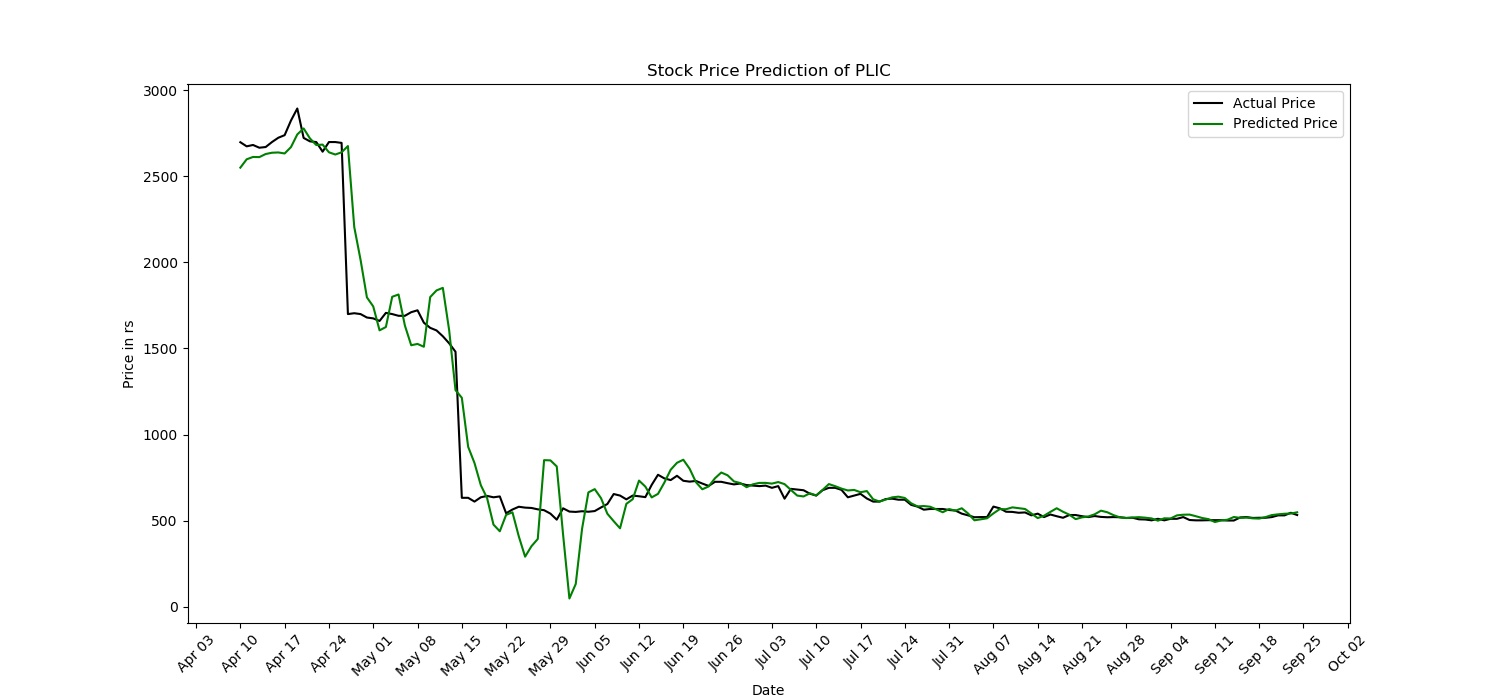 Stock Price Prediction of PLIC
Actual Price
Predicted Price
3000
2500
2000
1500
1000
500
0
Price in rs
Apr 03
Apr 10
Apr 17
Apr 24
May 01
May 08
May 15
May 22
May 29
Jun 05
Jun 12
Jun 19
Jun 26
Jul 03
Jul 10
Jul 17
Jul 24
Jul 31
Aug 07
Aug 14
Aug 21
Aug 28
Sep 04
Sep 11
Sep 18
Sep 25
Oct 02
Date